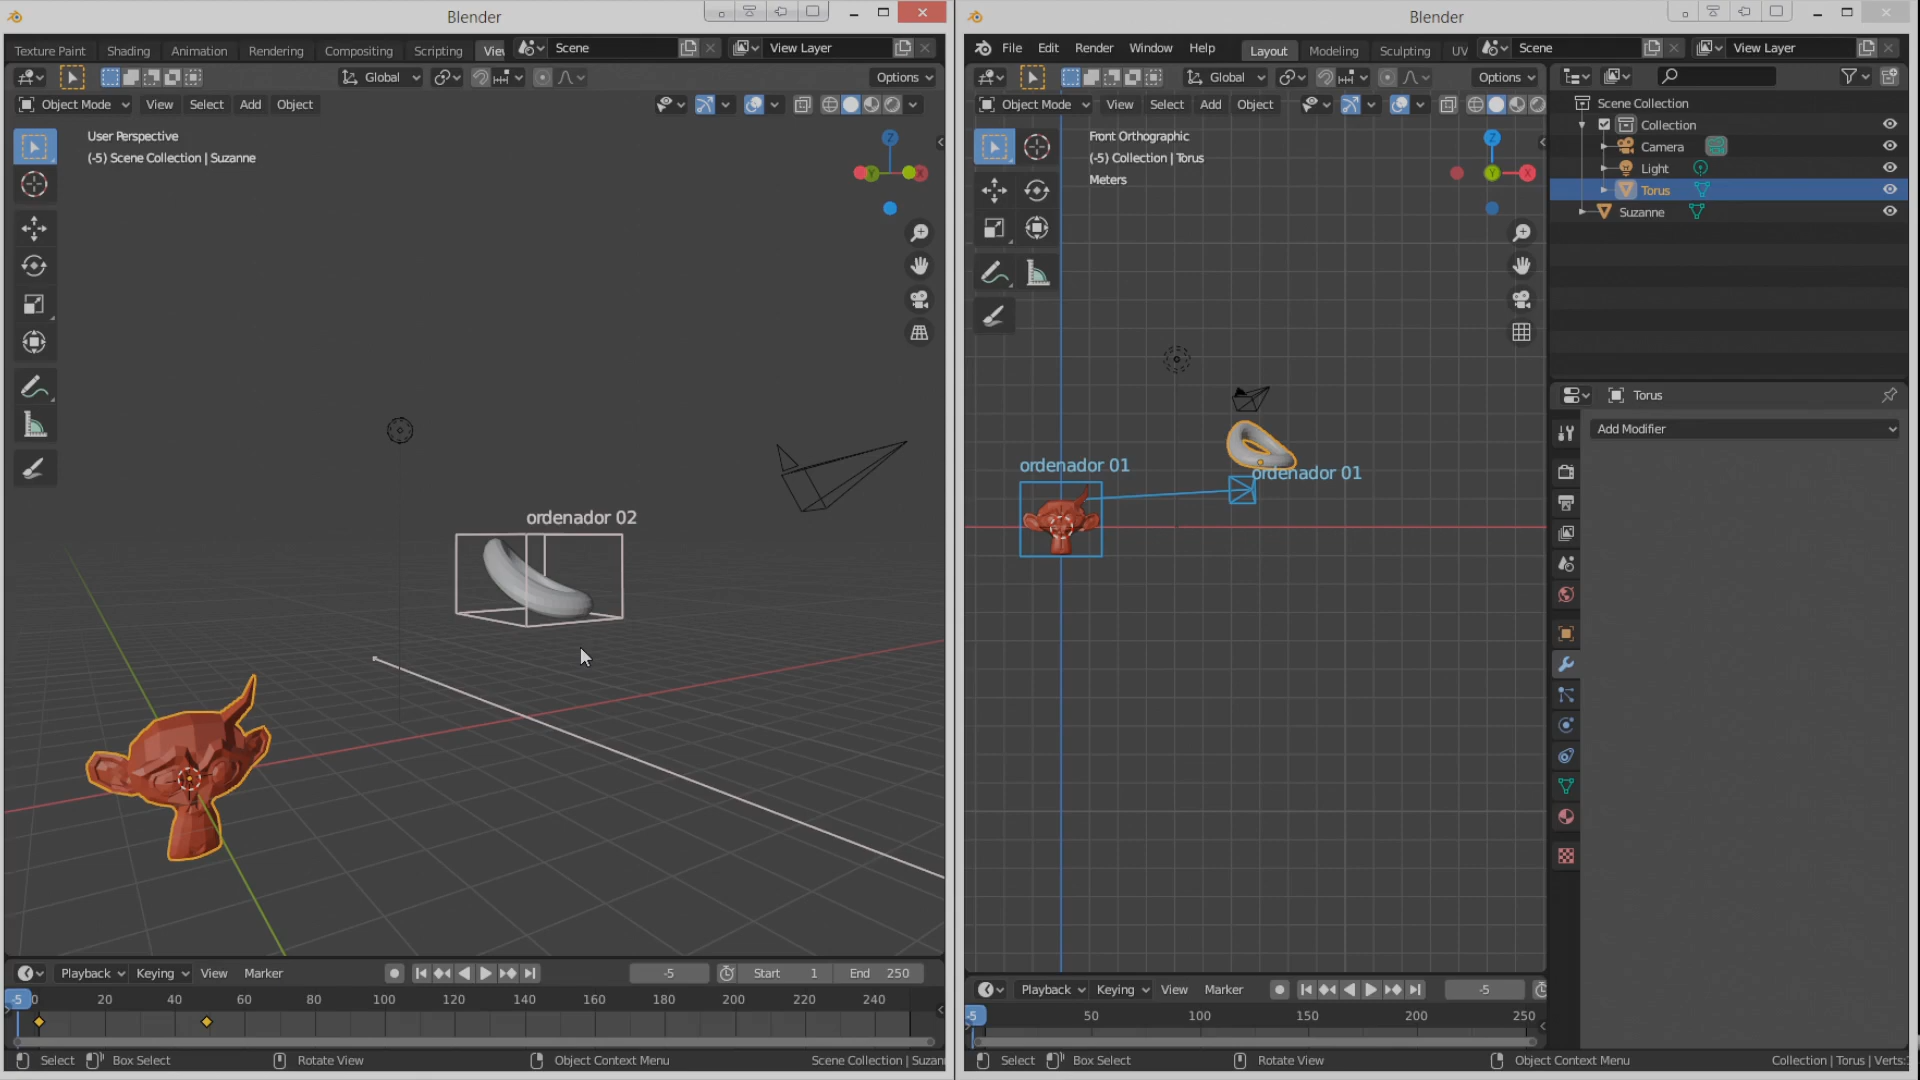 Blender
Texture Paint Shading Animation Rendering Compositing Scripting Scene View Layer
Global Options
Object Mode View Select Add Object
User Perspective
(-5) Scene Collection | Suzanne
Z
Y
ordenador 02
Playback Keying View Marker -5 Start 1 End 250
-5 0 20 40 60 80 100 120 140 160 180 200 220 240
Select Box Select Rotate View Object Context Menu Scene Collection | Suzan
Blender
File Edit Render Window Help Layout Modeling Sculpting UV Scene View Layer
Global Options
Object Mode View Select Add Object
Front Orthographic
(-5) Collection | Torus
Meters
Z
Y X
ordenador 01
ordenador 01
Scene Collection
Collection
Camera
Light
Torus
Suzanne
Torus
Add Modifier
Playback Keying View Marker -5
-5 50 100 150 200 250
Select Box Select Rotate View Object Context Menu Collection | Torus | Verts: